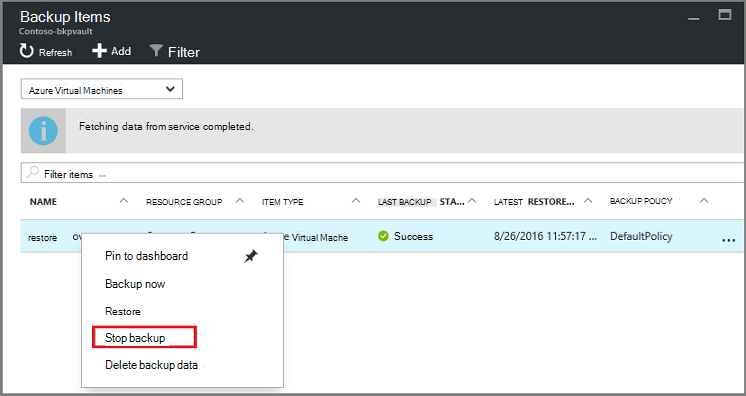 Backup Items
Contoso-bkpvault
Refresh Add Filter
Azure Virtual Machines
Fetching data from service completed.
Filter items ...
NAME RESOURCE GROUP ITEM TYPE LAST BACKUP STA... LATEST RESTORE... BACKUP POLICY
restore Virtual Mache Success 8/26/2016 11:57:17 ... DefaultPolicy ...
Pin to dashboard
Backup now
Restore
Stop backup
Delete backup data